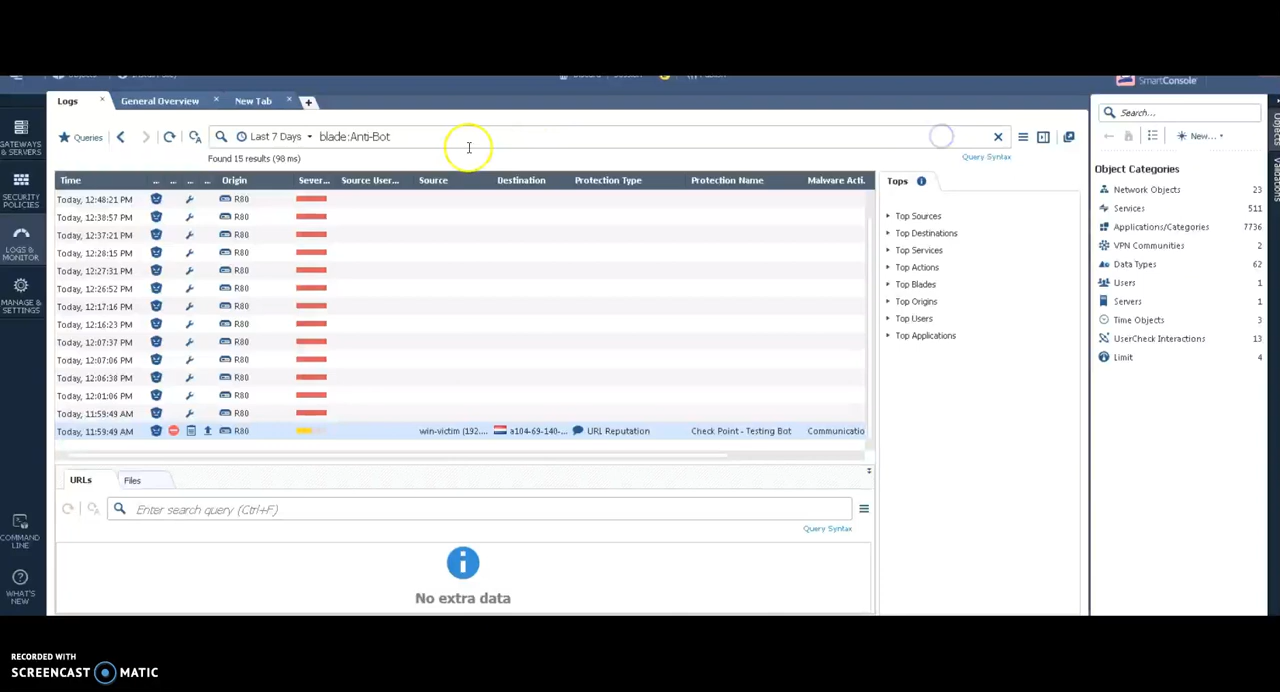 SmartConsole
Logs
General Overview
New Tab
Search...
GATEWAYS
& SERVERS
Queries
Last 7 Days
blade:Anti-Bot
New...
Found 15 results (98 ms)
Query Syntax
Objects
Validations
Time
...
...
...
...
Origin
Sever...
Source User...
Source
Destination
Protection Type
Protection Name
Malware Acti.
Tops
Object Categories
SECURITY
POLICIES
LOGS &
MONITOR
MANAGE &
SETTINGS
COMMAND
LINE
WHAT'S
NEW
Today, 12:48:21 PM R80
Today, 12:38:57 PM R80
Today, 12:37:21 PM R80
Today, 12:28:15 PM R80
Today, 12:27:31 PM R80
Today, 12:26:52 PM R80
Today, 12:17:16 PM R80
Today, 12:16:23 PM R80
Today, 12:07:37 PM R80
Today, 12:07:06 PM R80
Today, 12:06:38 PM R80
Today, 12:01:06 PM R80
Today, 11:59:49 AM R80
Today, 11:59:49 AM R80 win-victim (192.... a104-69-140-... URL Reputation Check Point - Testing Bot Communicatio
Top Sources
Top Destinations
Top Services
Top Actions
Top Blades
Top Origins
Top Users
Top Applications
Network Objects 23
Services 511
Applications/Categories 7736
VPN Communities 2
Data Types 62
Users 1
Servers 1
Time Objects 3
UserCheck Interactions 13
Limit 4
URLs
Files
Enter search query (Ctrl+F)
Query Syntax
No extra data
RECORDED WITH
SCREENCAST MATIC